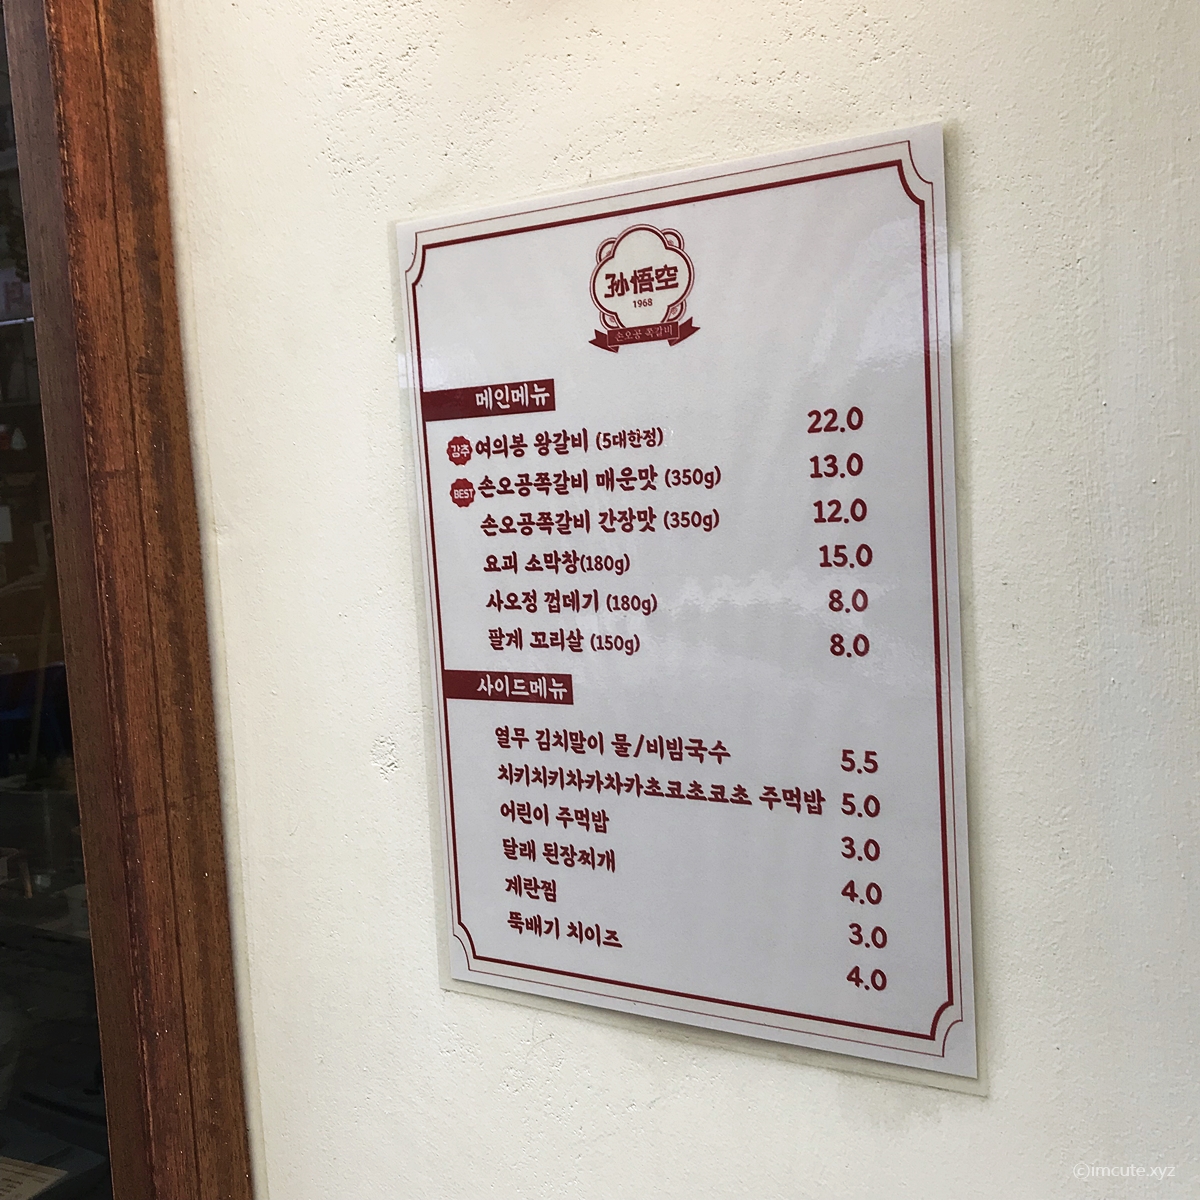 孙悟空
1968
손오공 쪽갈비
메인메뉴
강추 여의봉 왕갈비 (5대한정) 22.0
BEST 손오공쪽갈비 매운맛 (350g) 13.0
손오공쪽갈비 간장맛 (350g) 12.0
요괴 소막창(180g) 15.0
사오정 껍데기 (180g) 8.0
팔계 꼬리살 (150g) 8.0
사이드메뉴
열무 김치말이 물/비빔국수 5.5
치키치키차카차카초코초코초 주먹밥 5.0
어린이 주먹밥 3.0
달래 된장찌개 4.0
계란찜 3.0
뚝배기 치이즈 4.0
©imcute.xyz